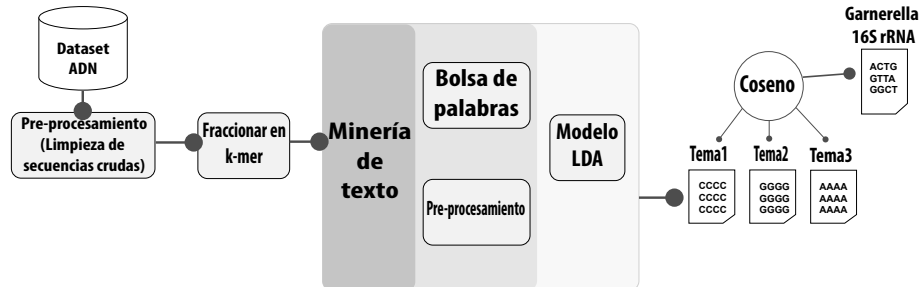 Dataset
ADN
Pre-procesamiento
(Limpieza de
secuencias crudas)
Fraccionar en
k-mer
Minería
de
texto
Bolsa de
palabras
Pre-procesamiento
Modelo
LDA
Garnerella
16S rRNA
ACTG
GTTA
GGCT
Coseno
Tema1
Tema2
Tema3
CCCC
CCCC
CCCC
GGGG
GGGG
GGGG
AAAA
AAAA
AAAA